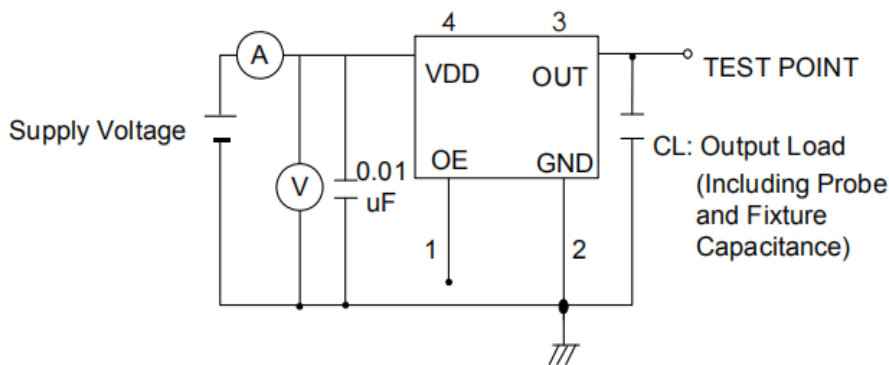 4
3
A
VDD
OUT
TEST POINT
Supply Voltage
OE
GND
V
0.01
uF
CL: Output Load
(Including Probe
and Fixture
Capacitance)
1
2